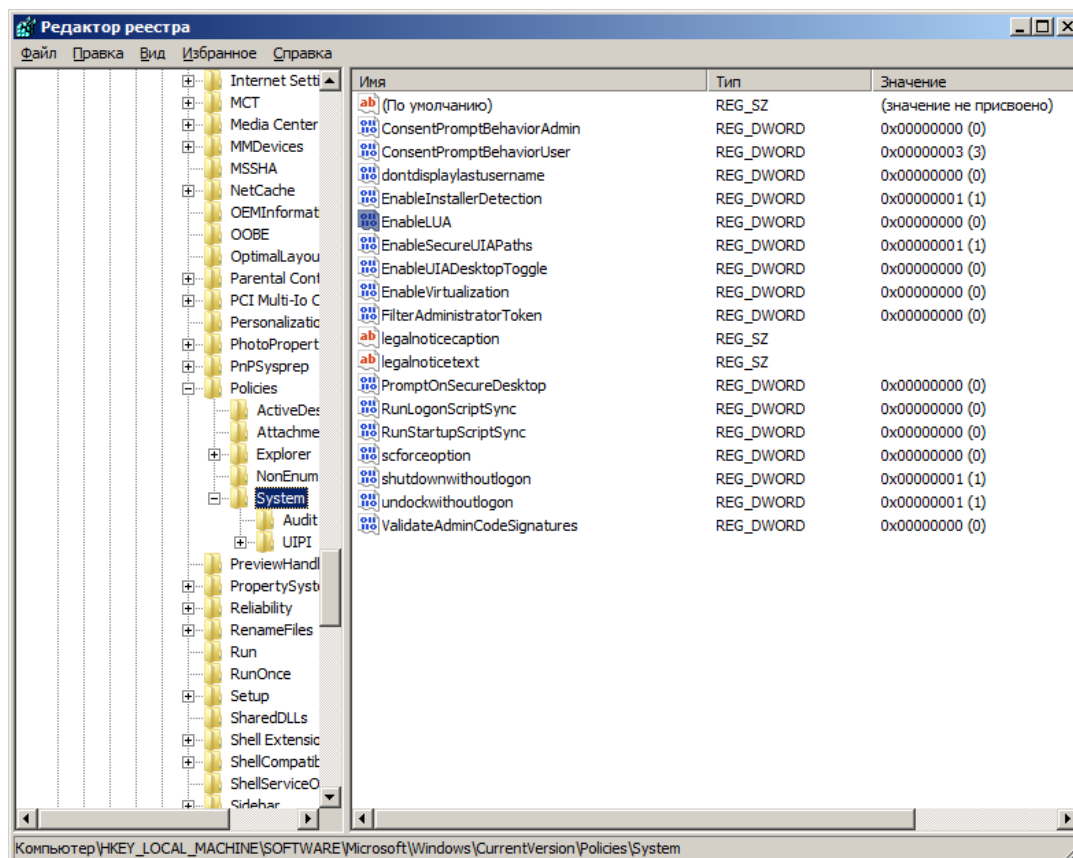 Редактор реестра
Файл Правка Вид Избранное Справка
Internet Setti
MCT
Media Center
MMDevices
MSSHA
NetCache
OEMInformat
OOBE
OptimalLayou
Parental Cont
PCI Multi-Io C
Personalizatio
PhotoPropert
PnPSysprep
Policies
ActiveDes
Attachme
Explorer
NonEnum
System
Audit
UIPI
PreviewHandl
PropertySyste
Reliability
RenameFiles
Run
RunOnce
Setup
SharedDLLs
Shell Extensio
ShellCompatib
ShellServiceO
Sidebar
Имя Тип Значение
(По умолчанию) REG_SZ (значение не присвоено)
ConsentPromptBehaviorAdmin REG_DWORD 0x00000000 (0)
ConsentPromptBehaviorUser REG_DWORD 0x00000003 (3)
dontdisplaylastusername REG_DWORD 0x00000000 (0)
EnableInstallerDetection REG_DWORD 0x00000001 (1)
EnableLUA REG_DWORD 0x00000000 (0)
EnableSecureUIAPaths REG_DWORD 0x00000001 (1)
EnableUIADesktopToggle REG_DWORD 0x00000000 (0)
EnableVirtualization REG_DWORD 0x00000000 (0)
FilterAdministratorToken REG_DWORD 0x00000000 (0)
legalnoticecaption REG_SZ
legalnoticetext REG_SZ
PromptOnSecureDesktop REG_DWORD 0x00000000 (0)
RunLogonScriptSync REG_DWORD 0x00000000 (0)
RunStartupScriptSync REG_DWORD 0x00000000 (0)
scforceoption REG_DWORD 0x00000000 (0)
shutdownwithoutlogon REG_DWORD 0x00000001 (1)
undockwithoutlogon REG_DWORD 0x00000001 (1)
ValidateAdminCodeSignatures REG_DWORD 0x00000000 (0)
Компьютер\HKEY_LOCAL_MACHINE\SOFTWARE\Microsoft\Windows\CurrentVersion\Policies\System